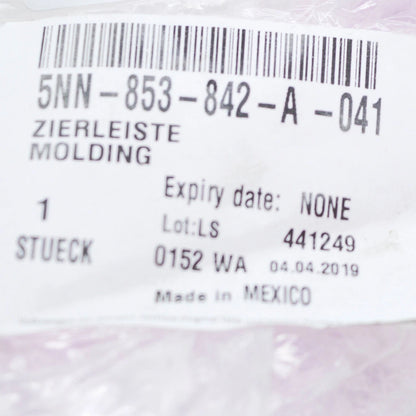 5NN-853-842-A-041
ZIERLEISTE
MOLDING
Expiry date: NONE
1 Lot:LS 441249
STUECK 0152 WA 04.04.2019
Made in MEXICO